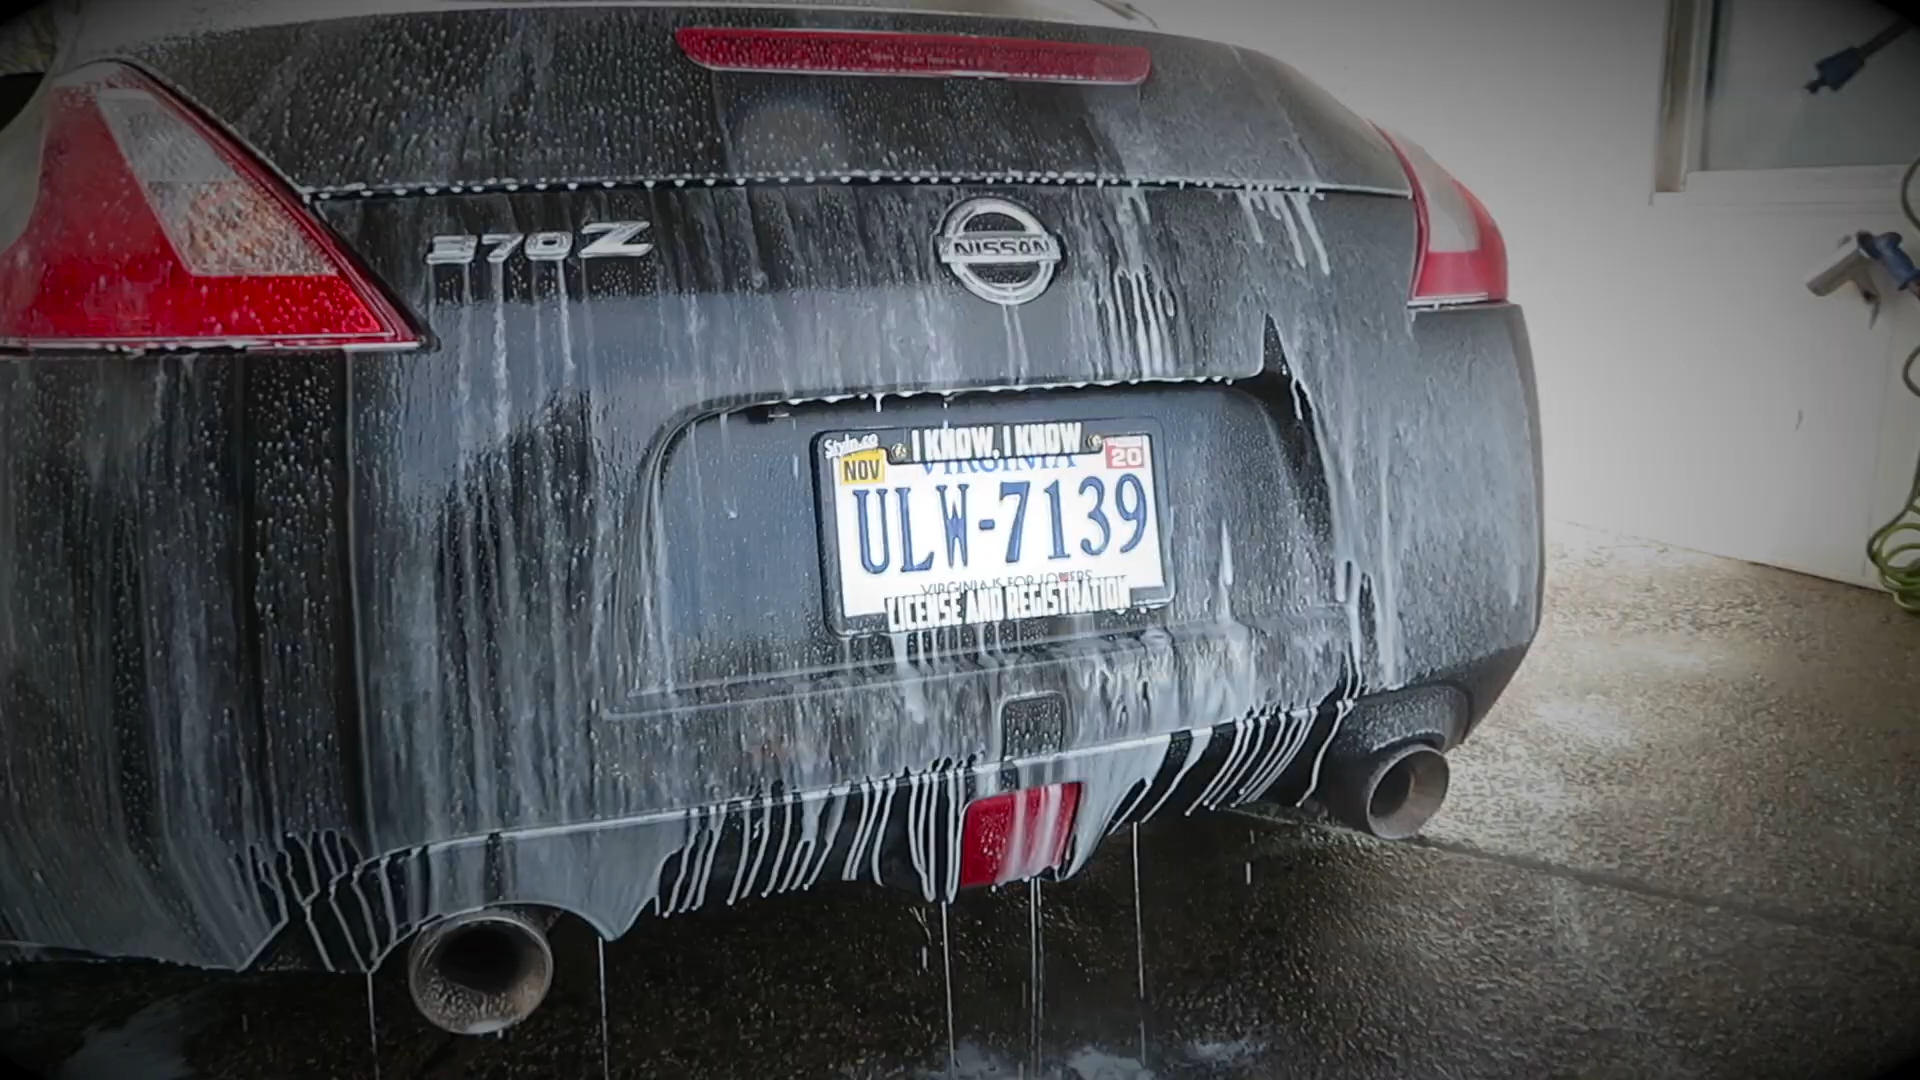 370Z
NISSAN
I KNOW, I KNOW
NOV
VIRGINIA
20
ULW-7139
VIRGINIA IS FOR LOVERS
LICENSE AND REGISTRATION